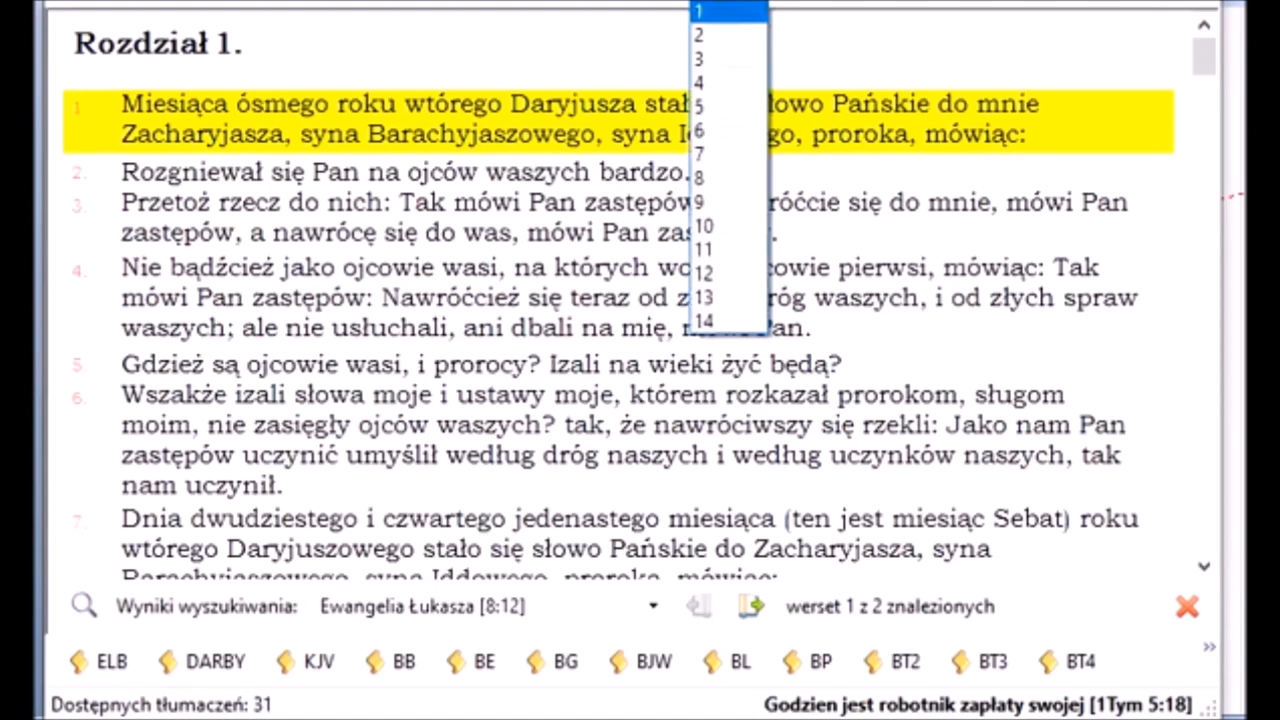 Rozdział 1.
1
2
3
4
5
6
7
8
9
10
11
12
13
14
1 Miesiąca ósmego roku wtórego Daryjusza Pańskie do mnie
Zacharyjasza, syna Barachyjaszowego, syna proroka, mówiąc:
2. Rozgniewał się Pan na ojców waszych bardzo.
3. Przetoż rzecz do nich: Tak mówi Pan się do mnie, mówi Pan
zastępów, a nawrócę się do was, mówi Pan
4. Nie bądźcież jako ojcowie wasi, na których pierwsi, mówiąc: Tak
mówi Pan zastępów: Nawróćcież się teraz od waszych, i od złych spraw
waszych; ale nie usłuchali, ani dbali na mię,
5. Gdzież są ojcowie wasi, i prorocy? Izali na wieki żyć będą?
6. Wszakże izali słowa moje i ustawy moje, którem rozkazał prorokom, sługom
moim, nie zasięgły ojców waszych? tak, że nawróciwszy się rzekli: Jako nam Pan
zastępów uczynić umyślił według dróg naszych i według uczynków naszych, tak
nam uczynił.
7. Dnia dwudziestego i czwartego jedenastego miesiąca (ten jest miesiąc Sebat) roku
wtórego Daryjuszowego stało się słowo Pańskie do Zacharyjasza, syna
Barachyjaszowego, syna Iddowego, proroka, mówiąc:
Wyniki wyszukiwania: Ewangelia Łukasza [8:12] werset 1 z 2 znalezionych
ELB DARBY KJV BB BE BG BJW BL BP BT2 BT3 BT4
Dostępnych tłumaczeń: 31 Godzien jest robotnik zapłaty swojej [1Tym 5:18]